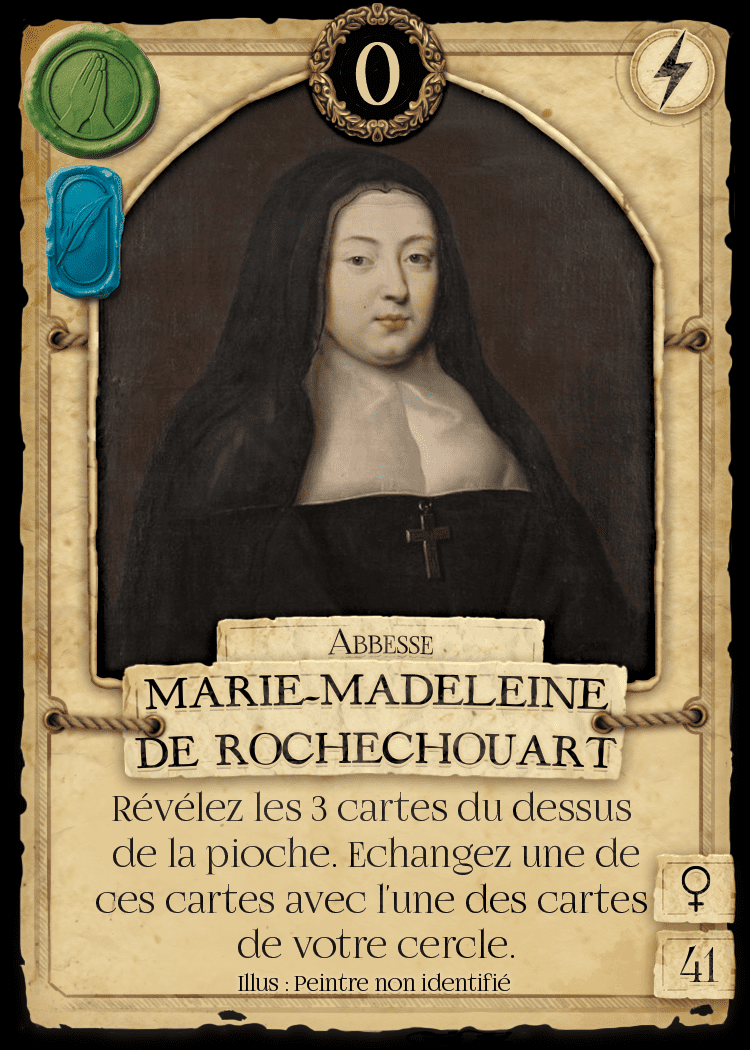 0
Abbesse
MARIE-MADELEINE
DE ROCHECHOUART
Révélez les 3 cartes du dessus
de la pioche. Echangez une de
ces cartes avec l'une des cartes
de votre cercle.
Illus : Peintre non identifié
♀
41